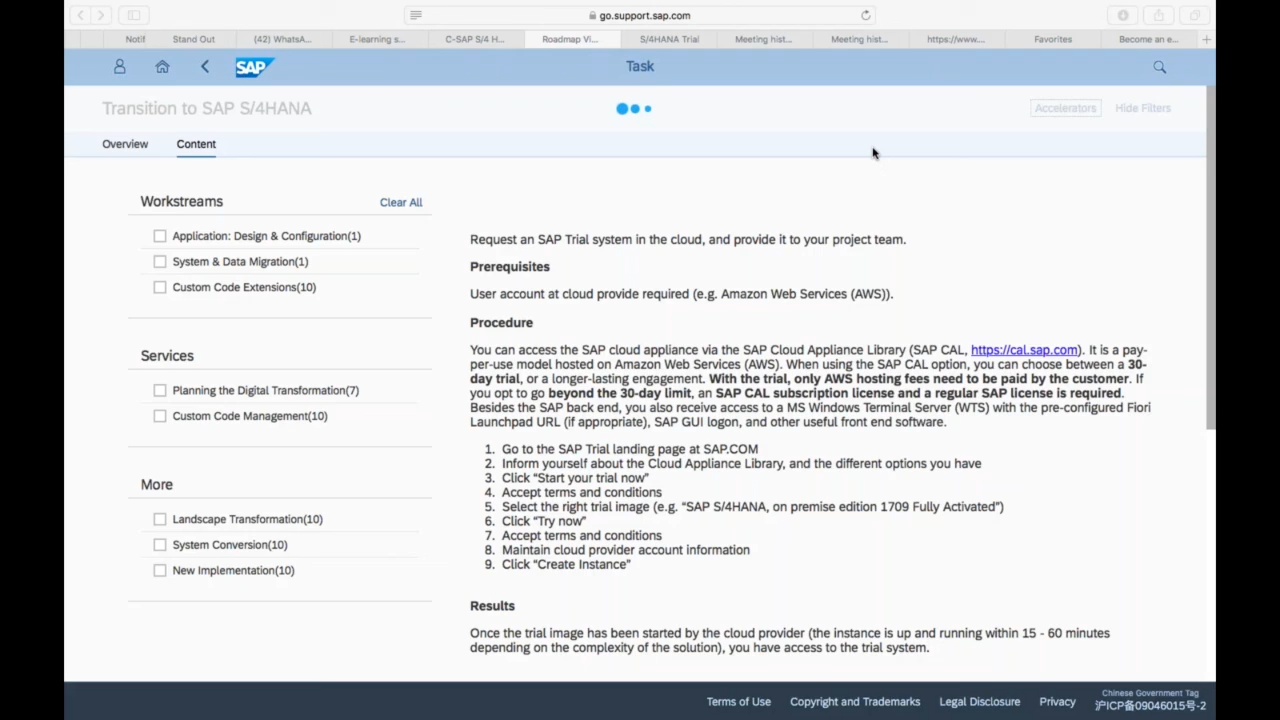 go.support.sap.com
Notif
Stand Out
(42) WhatsA...
E-learning s...
C-SAP S/4 H...
Roadmap Vi...
S/4HANA Trial
Meeting hist...
Meeting hist...
https://www....
Favorites
Become an e...
SAP
Task
Transition to SAP S/4HANA
Accelerators
Hide Filters
Overview
Content
Workstreams
Clear All
Application: Design & Configuration(1)
System & Data Migration(1)
Custom Code Extensions(10)
Services
Planning the Digital Transformation(7)
Custom Code Management(10)
More
Landscape Transformation(10)
System Conversion(10)
New Implementation(10)
Request an SAP Trial system in the cloud, and provide it to your project team.
Prerequisites
User account at cloud provide required (e.g. Amazon Web Services (AWS)).
Procedure
You can access the SAP cloud appliance via the SAP Cloud Appliance Library (SAP CAL, https://cal.sap.com). It is a pay-
per-use model hosted on Amazon Web Services (AWS). When using the SAP CAL option, you can choose between a 30-
day trial, or a longer-lasting engagement. With the trial, only AWS hosting fees need to be paid by the customer. If
you opt to go beyond the 30-day limit, an SAP CAL subscription license and a regular SAP license is required.
Besides the SAP back end, you also receive access to a MS Windows Terminal Server (WTS) with the pre-configured Fiori
Launchpad URL (if appropriate), SAP GUI logon, and other useful front end software.
1. Go to the SAP Trial landing page at SAP.COM
2. Inform yourself about the Cloud Appliance Library, and the different options you have
3. Click “Start your trial now”
4. Accept terms and conditions
5. Select the right trial image (e.g. “SAP S/4HANA, on premise edition 1709 Fully Activated”)
6. Click “Try now”
7. Accept terms and conditions
8. Maintain cloud provider account information
9. Click “Create Instance”
Results
Once the trial image has been started by the cloud provider (the instance is up and running within 15 - 60 minutes
depending on the complexity of the solution), you have access to the trial system.
Terms of Use
Copyright and Trademarks
Legal Disclosure
Privacy
Chinese Government Tag
沪ICP备09046015号-2